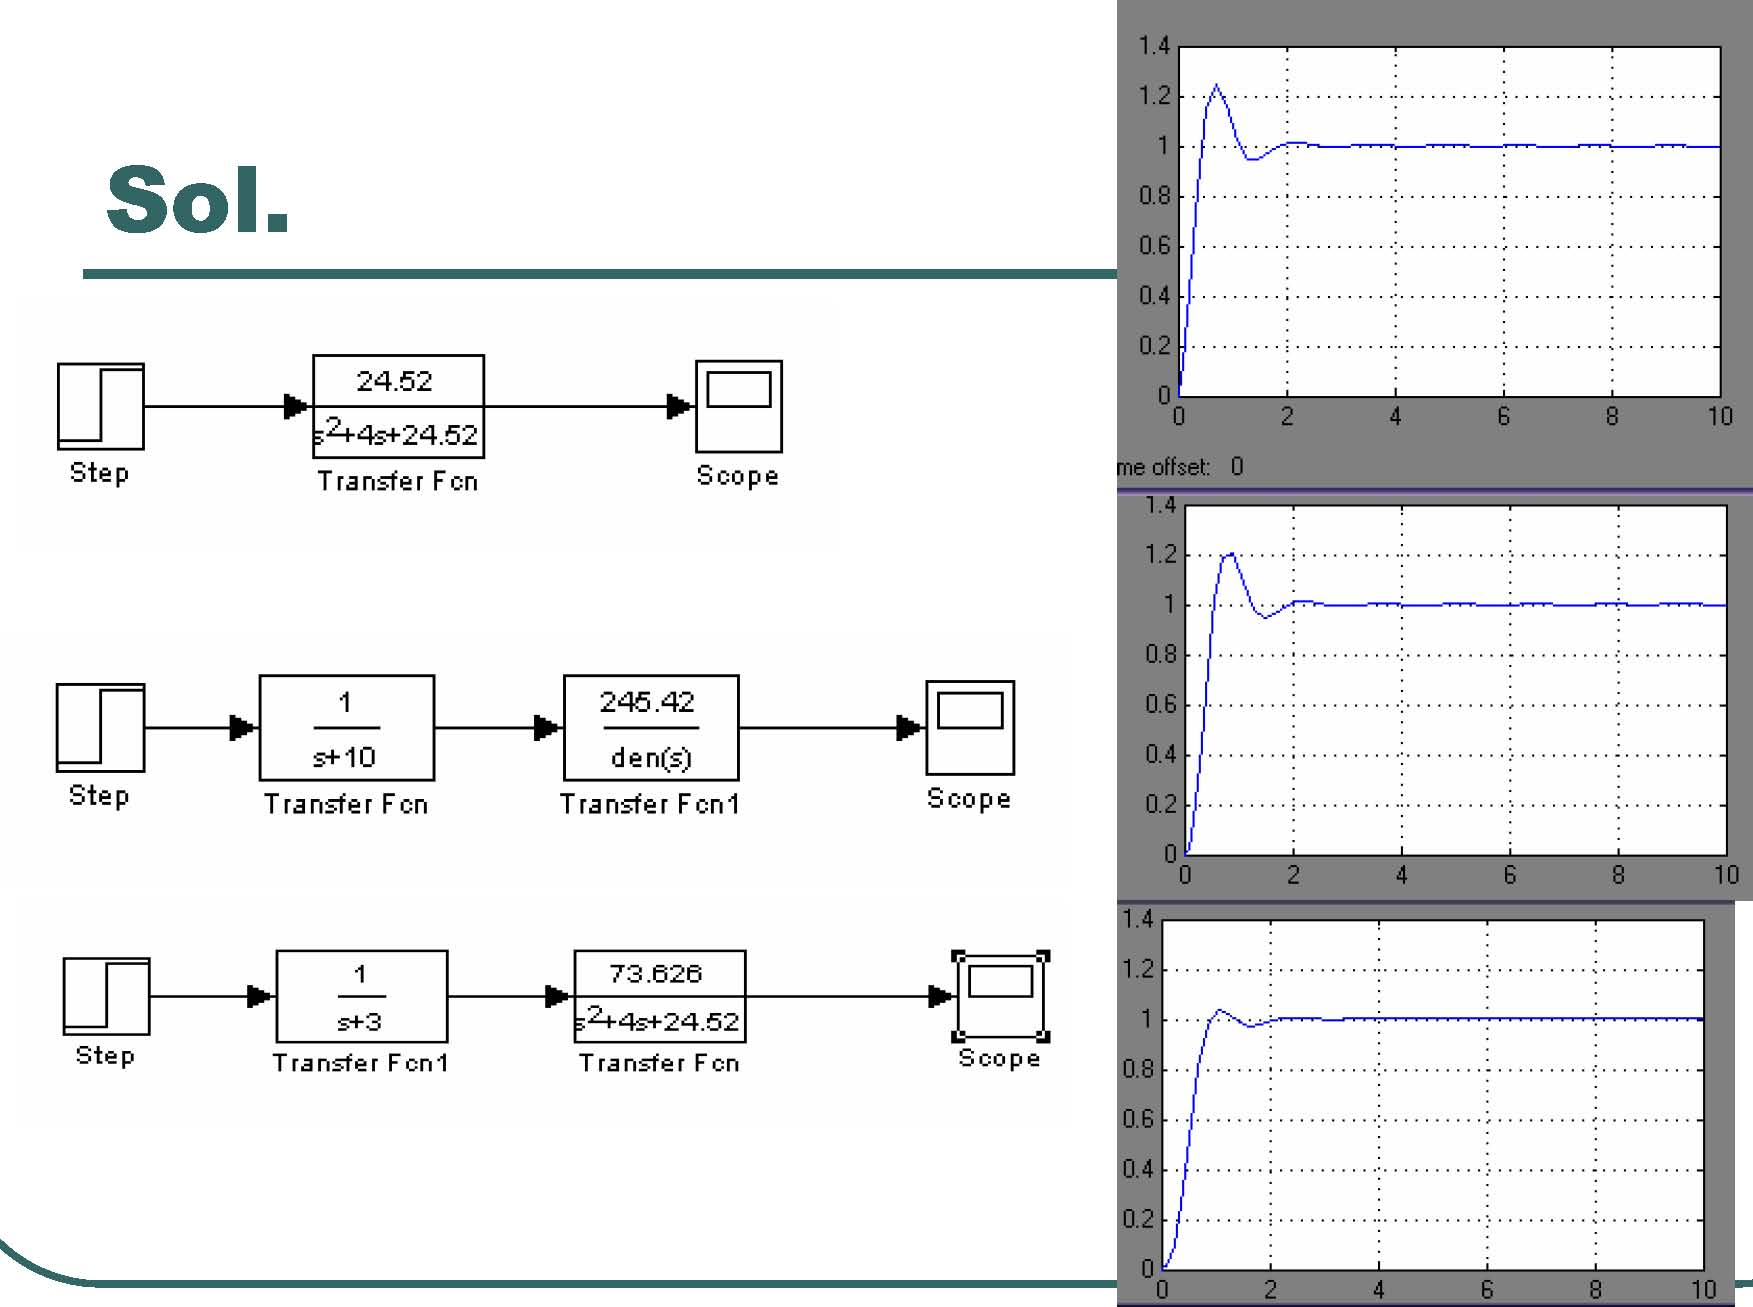 Sol.
24.52
s²+4s+24.52
Step
Transfer Fcn
Scope
1
s+10
245.42
den(s)
Step
Transfer Fcn
Transfer Fcn1
Scope
1
s+3
73.626
s²+4s+24.52
Step
Transfer Fcn1
Transfer Fcn
Scope
1.4
1.2
1
0.8
0.6
0.4
0.2
0
0 2 4 6 8 10
me offset: 0
1.4
1.2
1
0.8
0.6
0.4
0.2
0
0 2 4 6 8 10
1.4
1.2
1
0.8
0.6
0.4
0.2
0
0 2 4 6 8 10